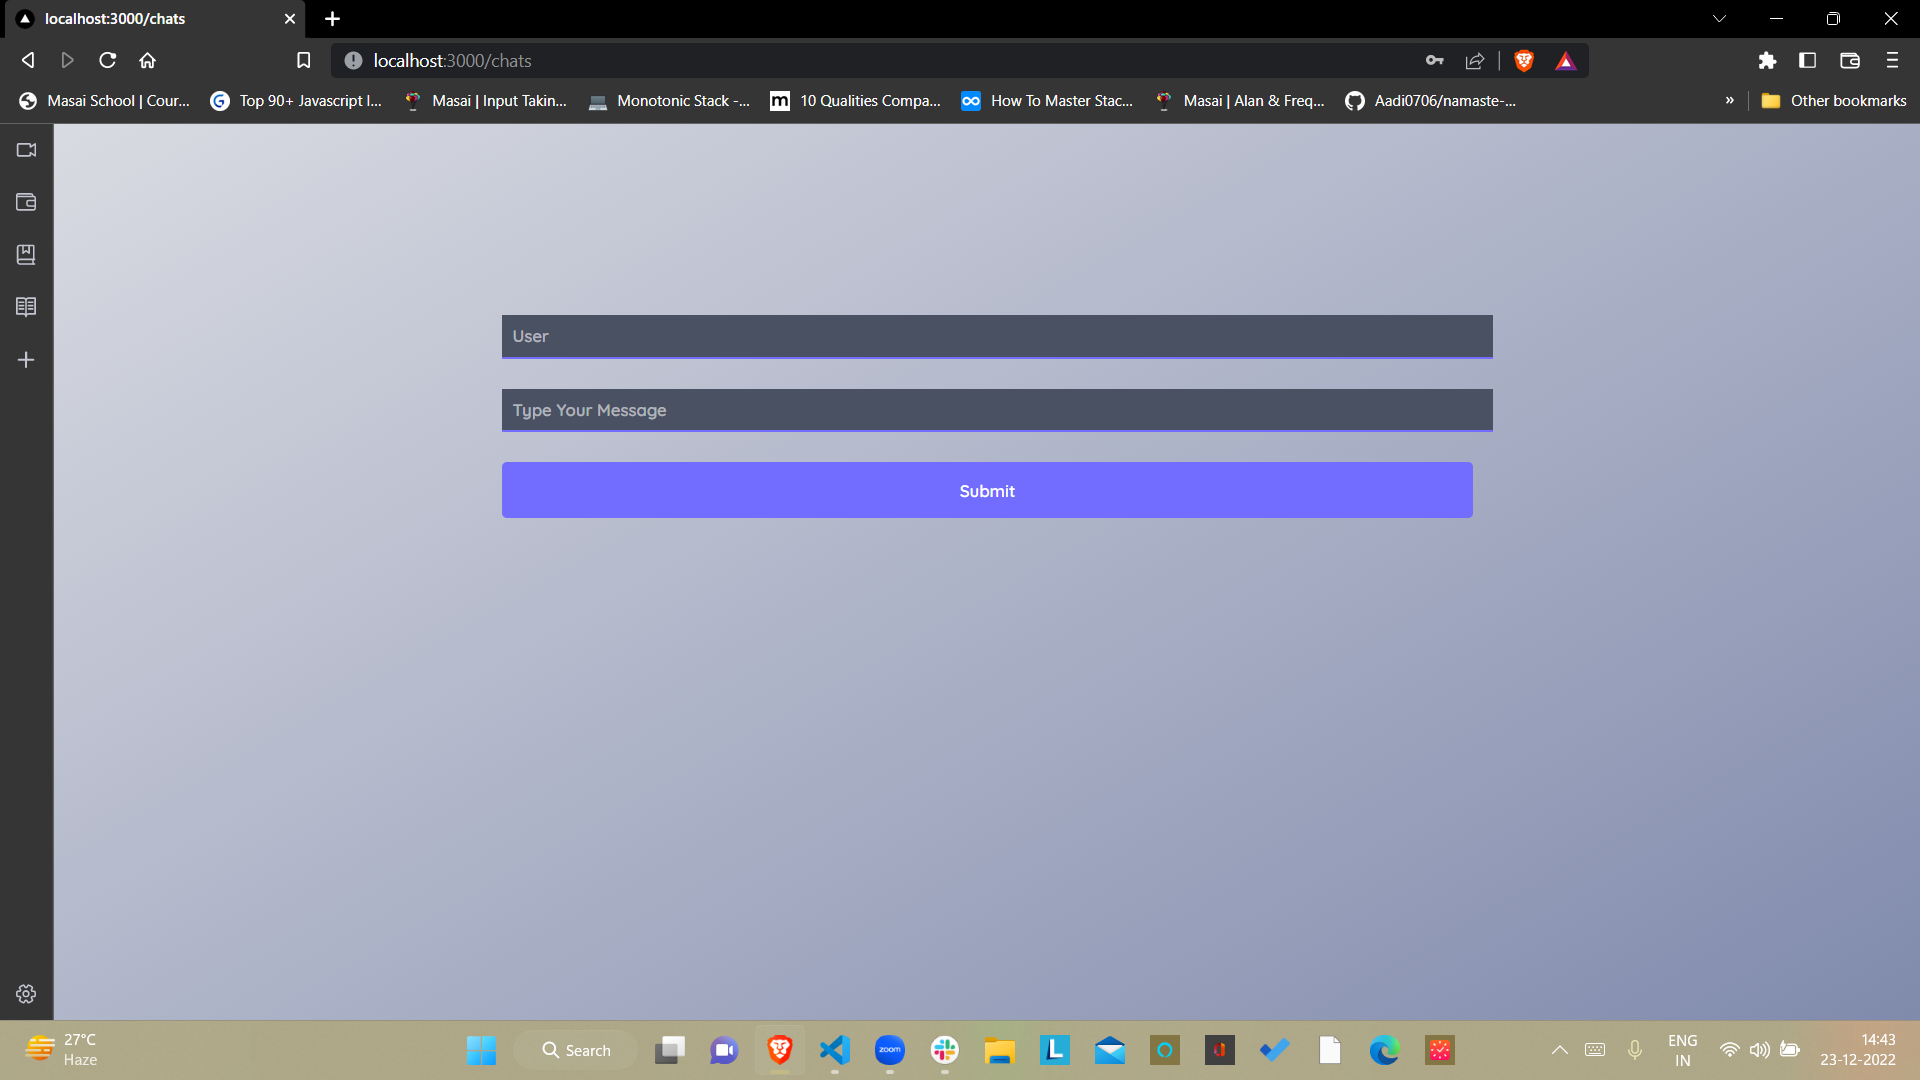 localhost:3000/chats
localhost:3000/chats
Masai School | Cour... Top 90+ Javascript I... Masai | Input Takin... Monotonic Stack -... 10 Qualities Compa... How To Master Stac... Masai | Alan & Freq... Aadi0706/namaste-... » Other bookmarks
User
Type Your Message
Submit
27°C
Haze
Search
zoom
ENG
IN
14:43
23-12-2022